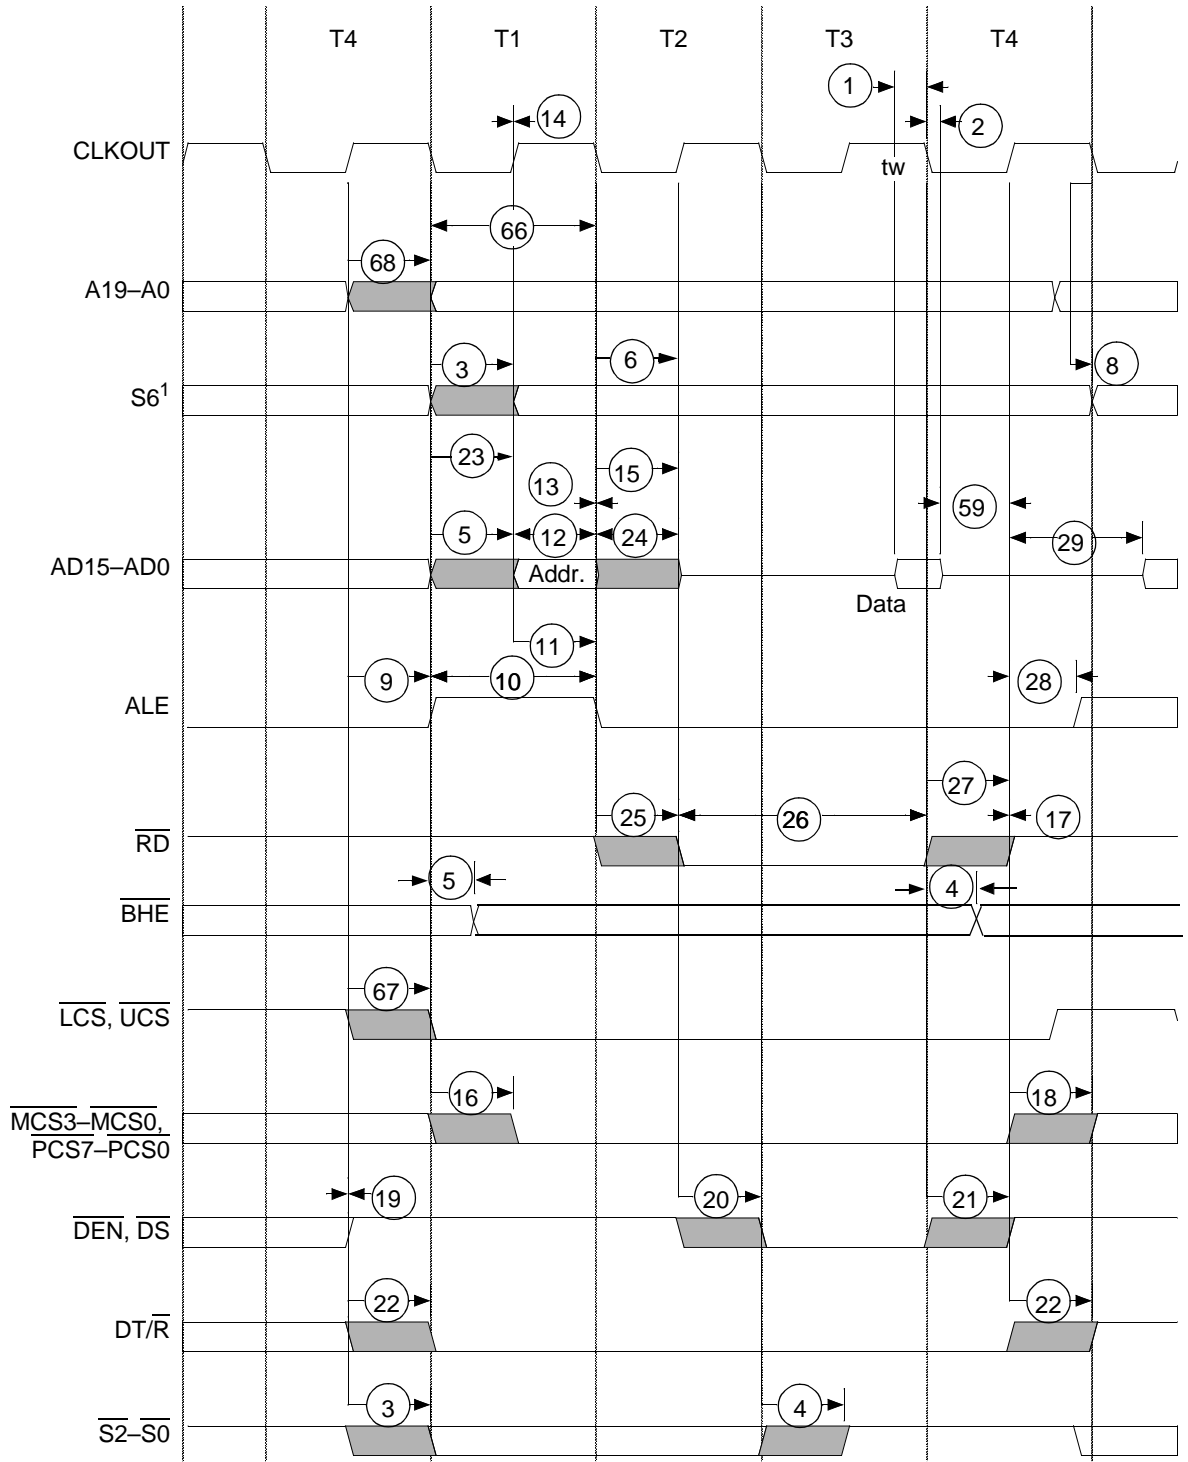 T4 T1 T2 T3 T4
1
14 2
CLKOUT
tw
66
68
A19–A0
3 6 8
S6¹
23 15
13
59
5 12 24 29
AD15–AD0 Addr.
Data
11
9 10 28
ALE
27
25 26 17
RD
5 4
BHE
67
LCS, UCS
16 18
MCS3–MCS0,
PCS7–PCS0
19 20 21
DEN, DS
22 22
DT/R
3 4
S2–S0